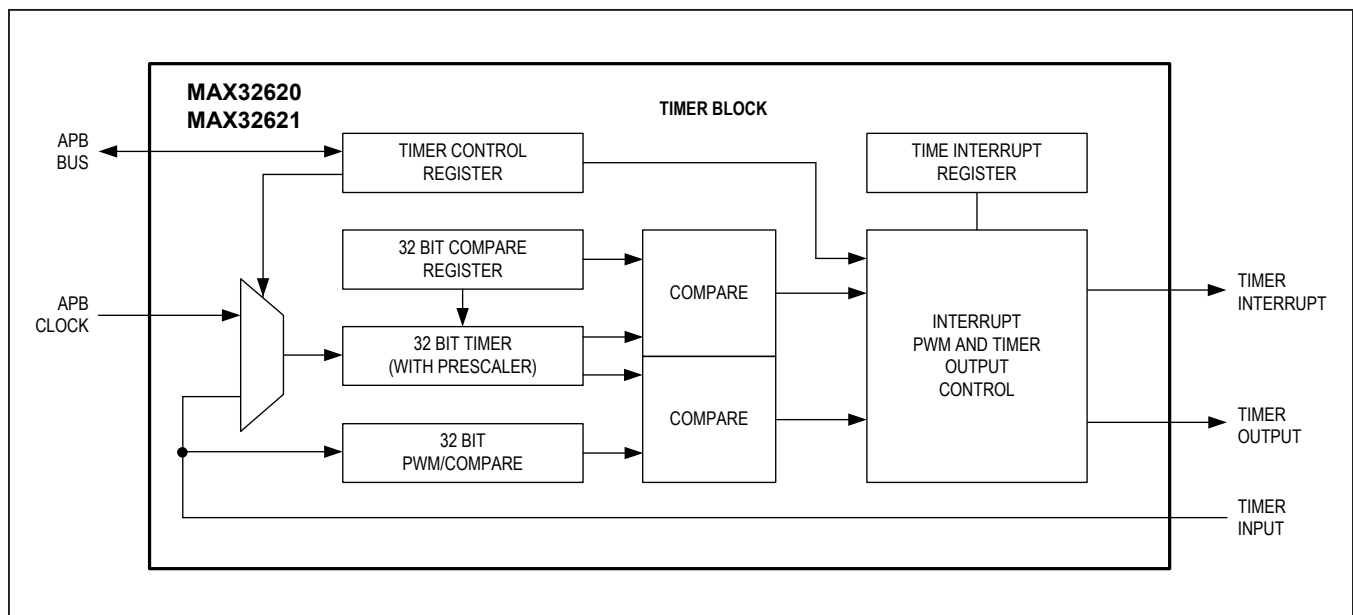 MAX32620
MAX32621
TIMER BLOCK
APB
BUS
TIMER CONTROL
REGISTER
TIME INTERRUPT
REGISTER
32 BIT COMPARE
REGISTER
COMPARE
APB
CLOCK
32 BIT TIMER
(WITH PRESCALER)
INTERRUPT
PWM AND TIMER
OUTPUT
CONTROL
TIMER
INTERRUPT
32 BIT
PWM/COMPARE
COMPARE
TIMER
OUTPUT
TIMER
INPUT